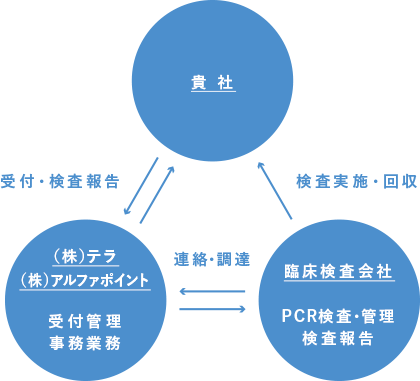 貴社
受付・検査報告
検査実施・回収
(株)テラ
(株)アルファポイント
受付管理
事務業務
連絡・調達
臨床検査会社
PCR検査・管理
検査報告